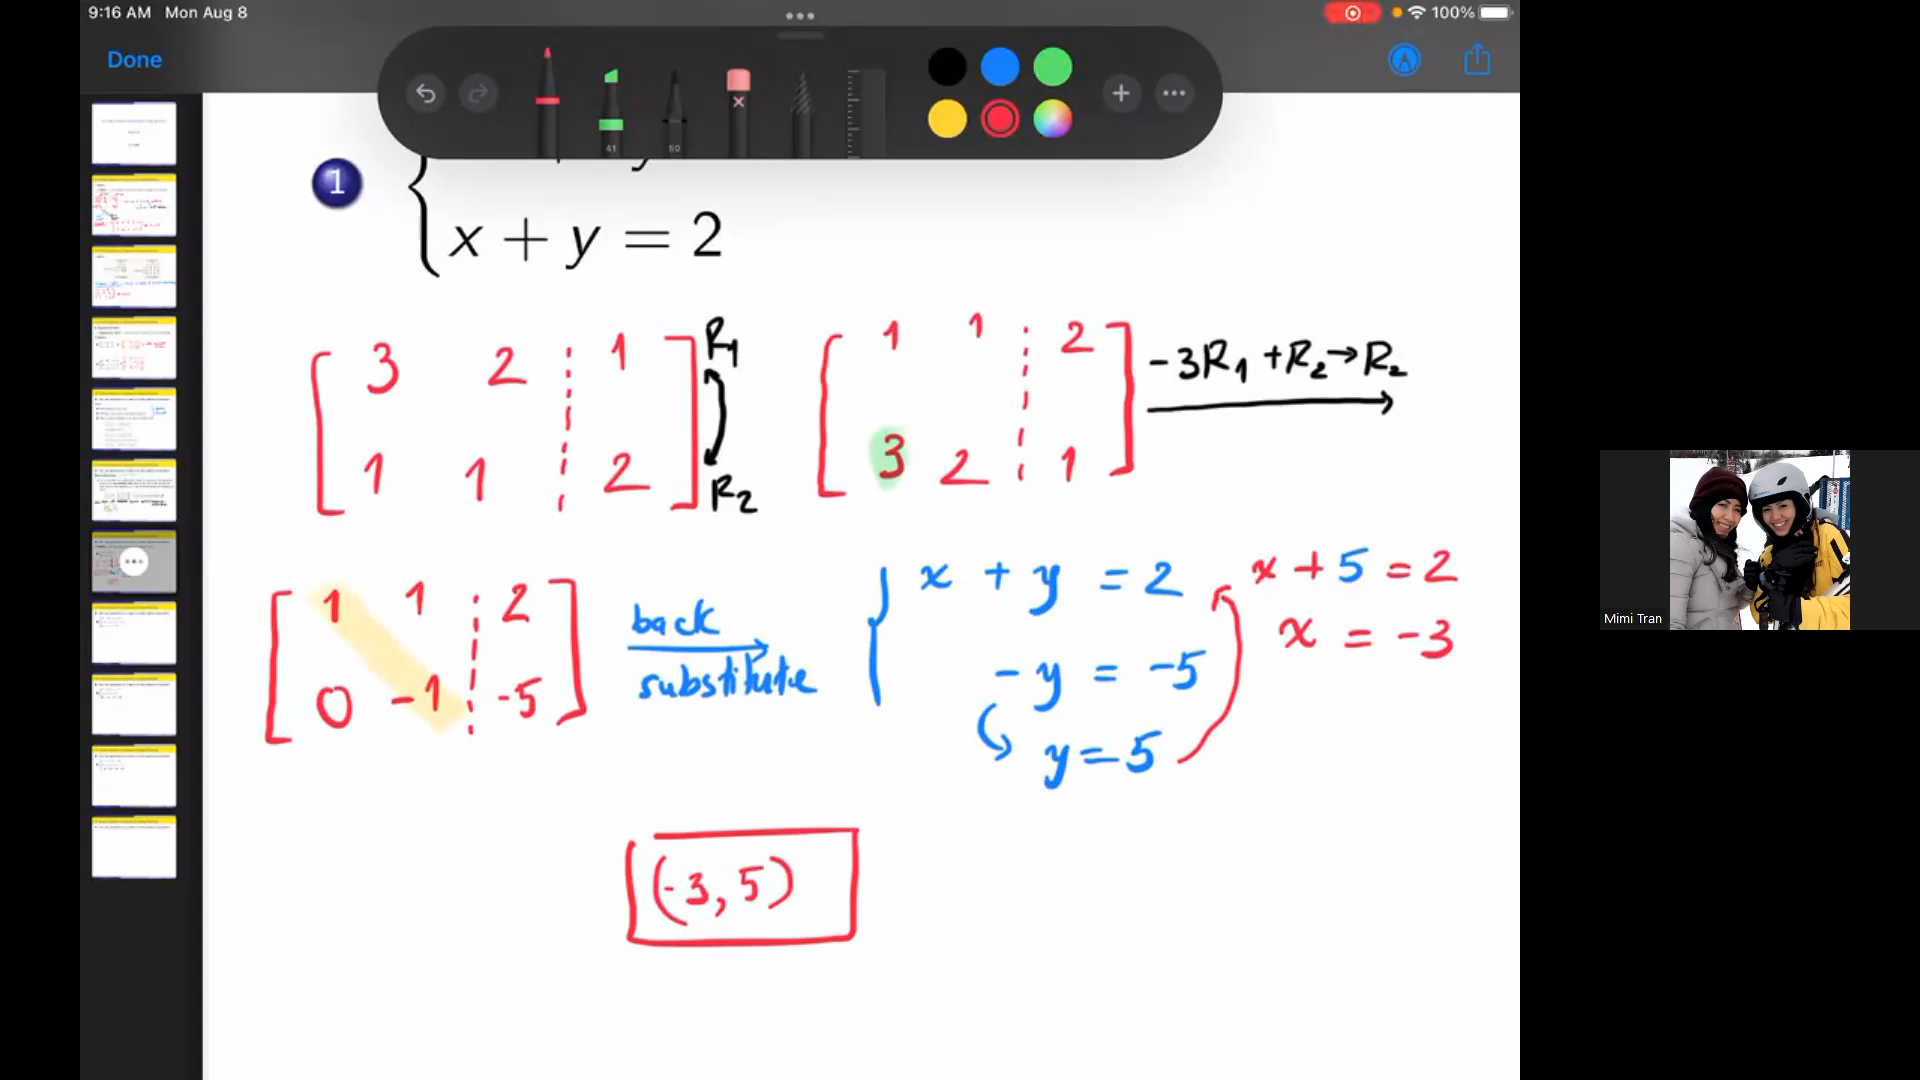 9:16 AM Mon Aug 8
100%
Done
41
50
1
x + y = 2
[ 3 2 ¦ 1 ] R1
[ 1 1 ¦ 2 ] R2
[ 1 1 ¦ 2 ]
[ 3 2 ¦ 1 ]
-3R1 + R2 → R2
[ 1 1 ¦ 2 ]
[ 0 -1 ¦ -5 ]
back
substitute
x + y = 2
- y = -5
y = 5
x + 5 = 2
x = -3
(-3, 5)
Mimi Tran